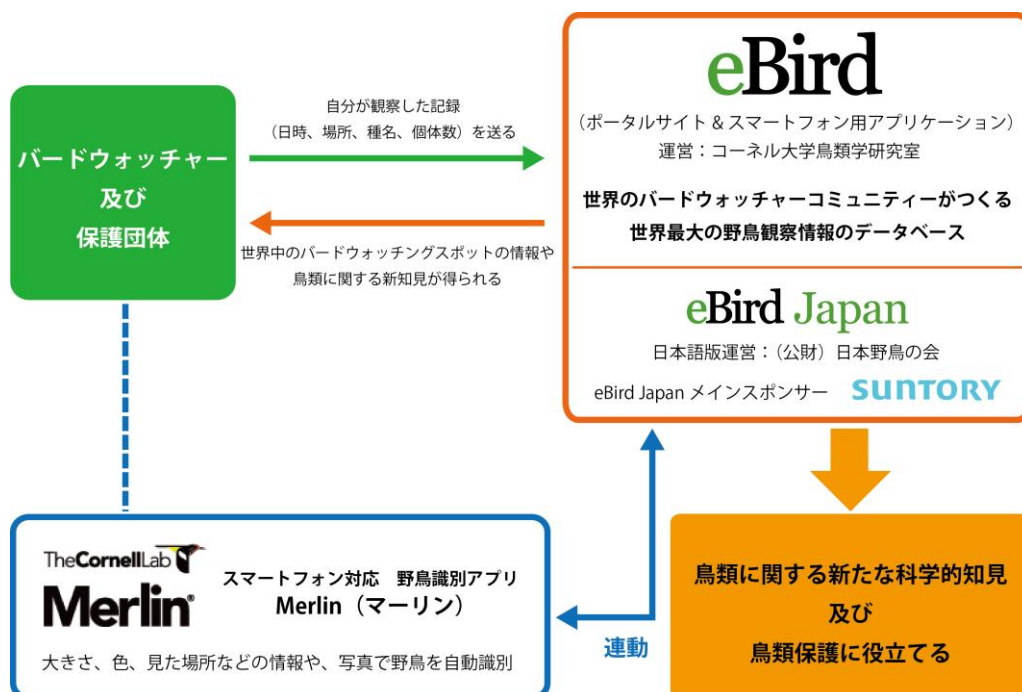 バードウォッチャー
及び
保護団体
自分が観察した記録
（日時、場所、種名、個体数）を送る
世界中のバードウォッチングスポットの情報や
鳥類に関する新知見が得られる
eBird
（ポータルサイト & スマートフォン用アプリケーション）
運営：コーネル大学鳥類学研究室
世界のバードウォッチャーコミュニティーがつくる
世界最大の野鳥観察情報のデータベース
eBird Japan
日本語版運営：（公財）日本野鳥の会
eBird Japan メインスポンサー SUNTORY
TheCornellLab
Merlin®
スマートフォン対応　野鳥識別アプリ
Merlin（マーリン）
大きさ、色、見た場所などの情報や、写真で野鳥を自動識別
連動
鳥類に関する新たな科学的知見
及び
鳥類保護に役立てる